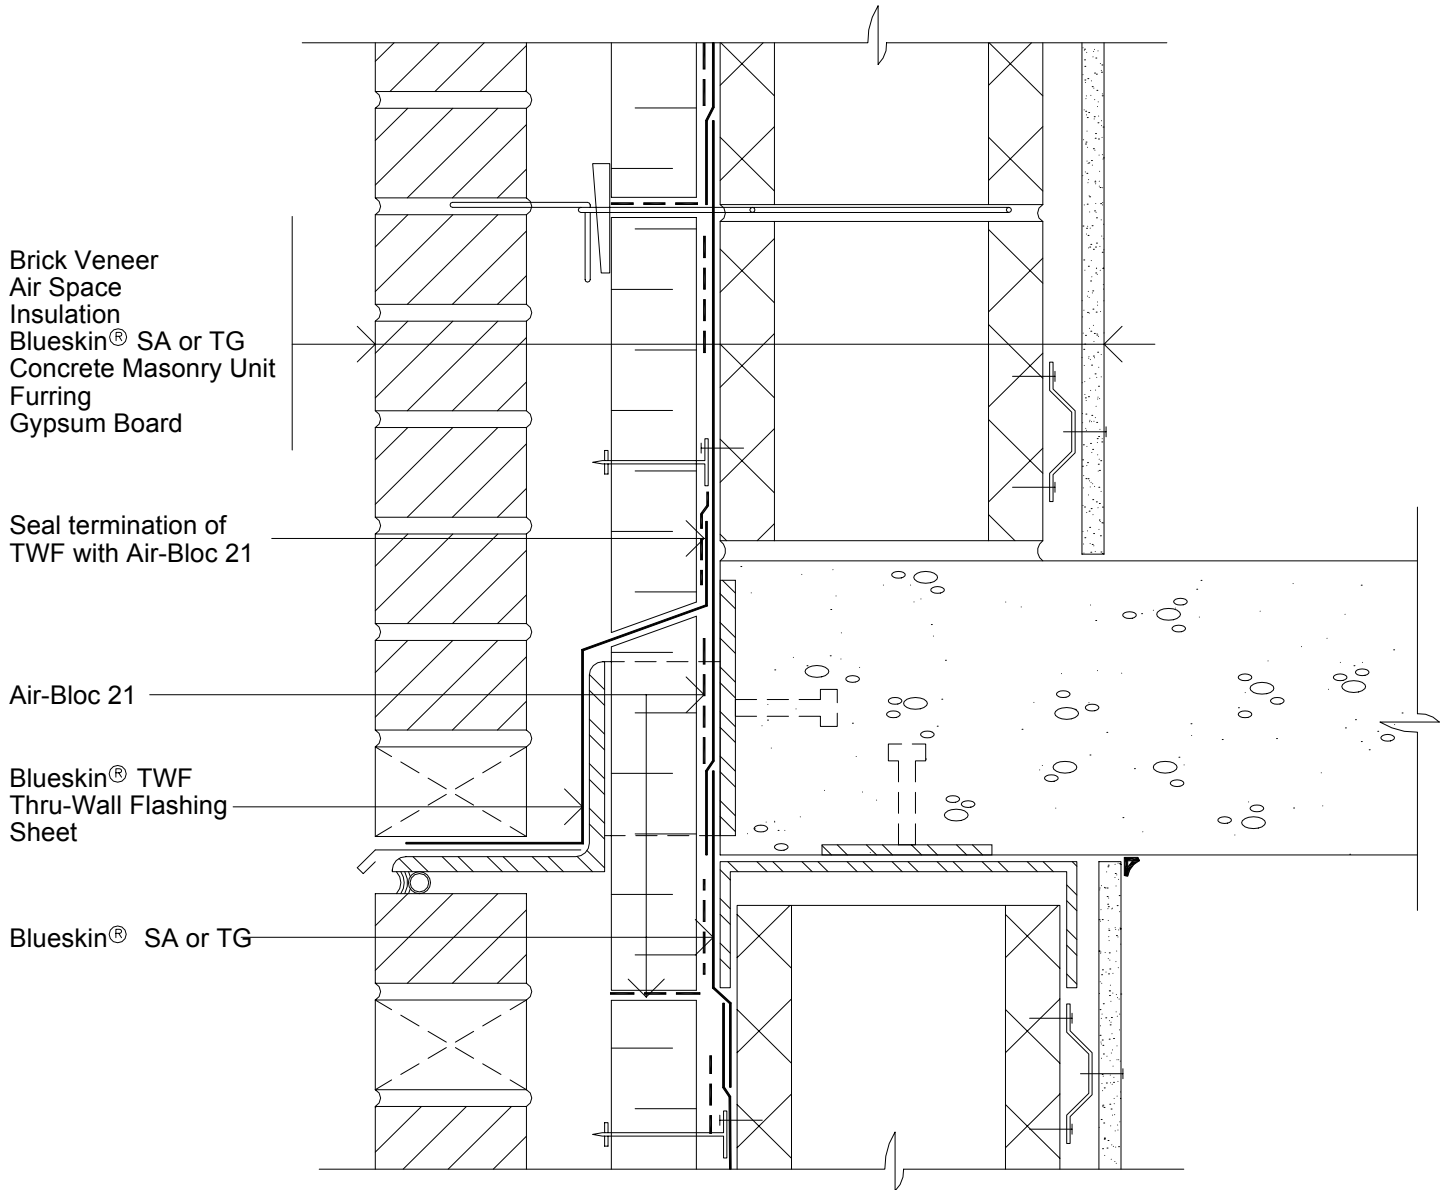 Brick Veneer
Air Space
Insulation
Blueskin® SA or TG
Concrete Masonry Unit
Furring
Gypsum Board
Seal termination of
TWF with Air-Bloc 21
Air-Bloc 21
Blueskin® TWF
Thru-Wall Flashing
Sheet
Blueskin® SA or TG